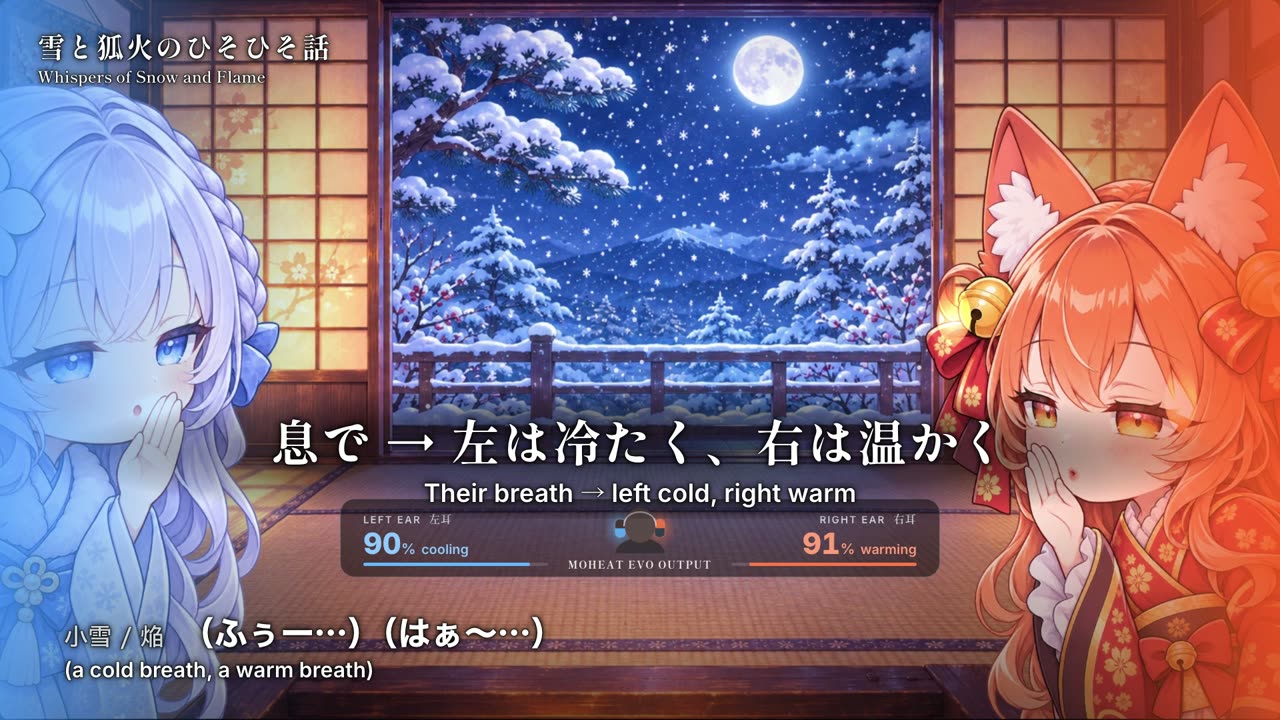 雪と狐火のひそひそ話
Whispers of Snow and Flame
息で → 左は冷たく、右は温かく
Their breath → left cold, right warm
LEFT EAR 左耳
RIGHT EAR 右耳
90% cooling
91% warming
MOHEAT EVO OUTPUT
小雪 / 焔 （ふぅー…）（はぁ〜…）
(a cold breath, a warm breath)